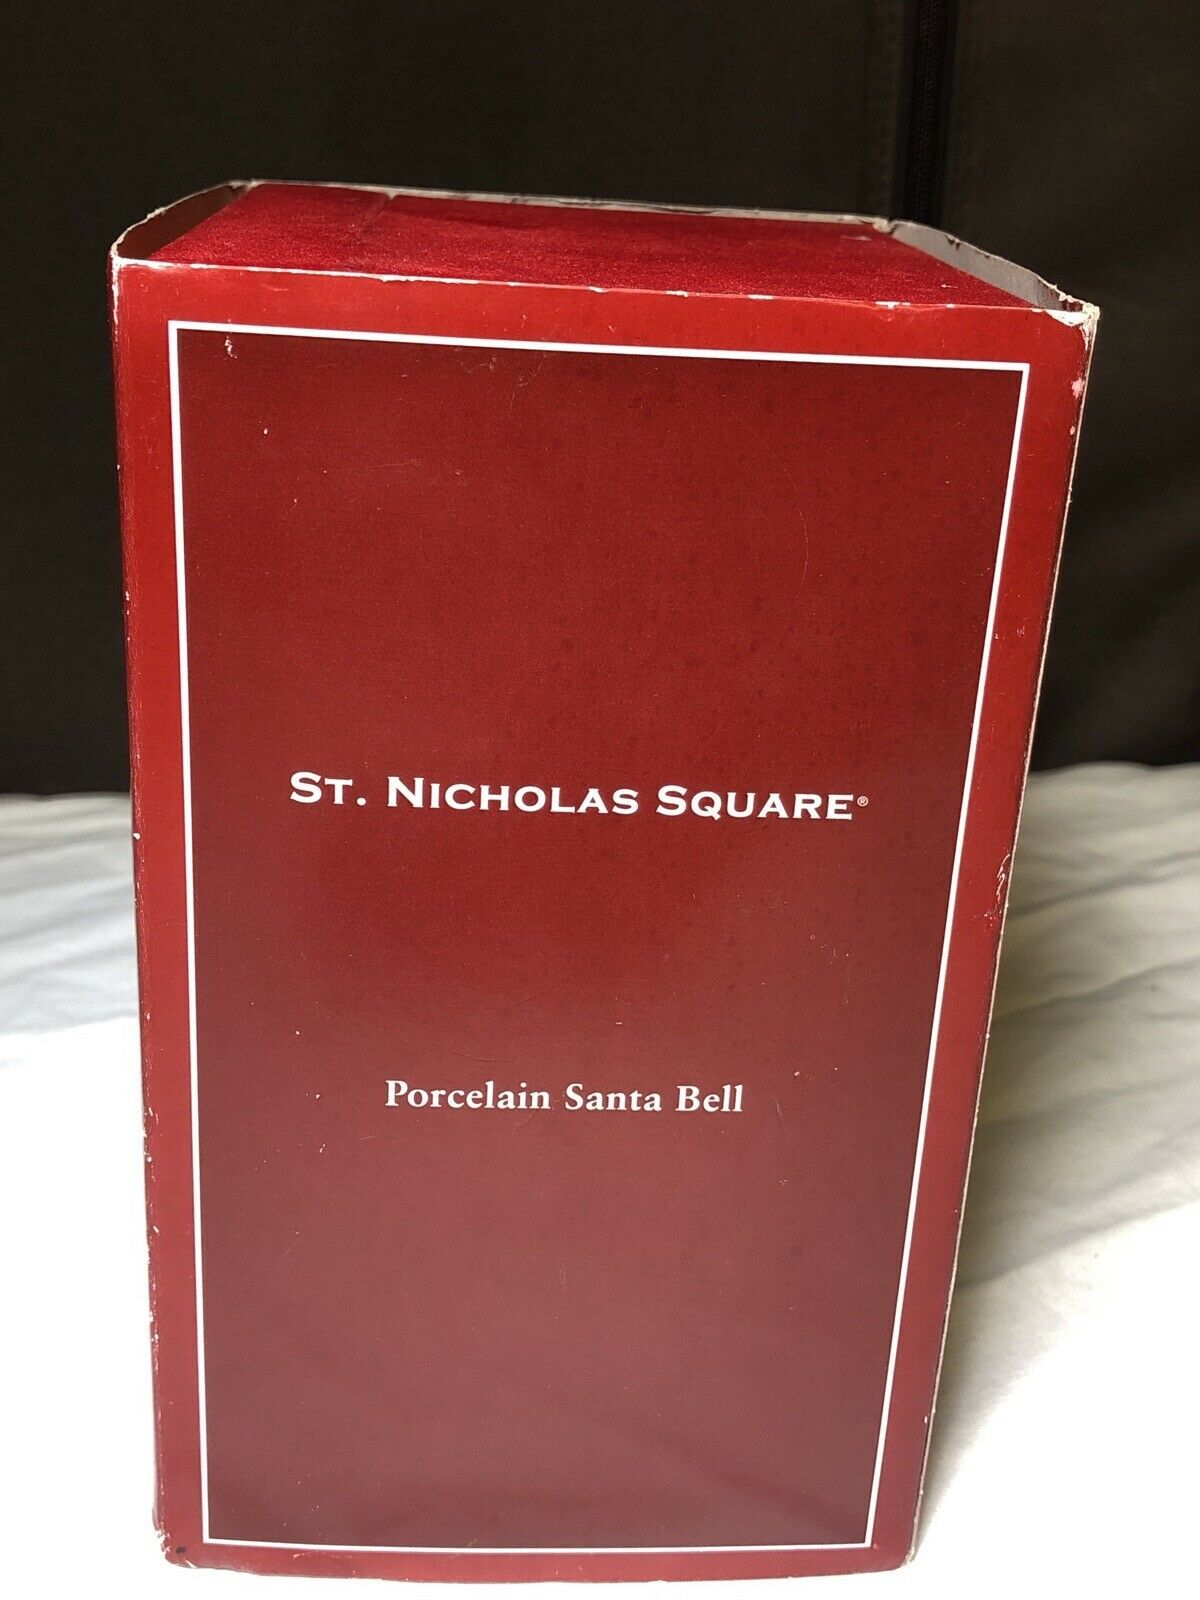 ST. NICHOLAS SQUARE®
Porcelain Santa Bell